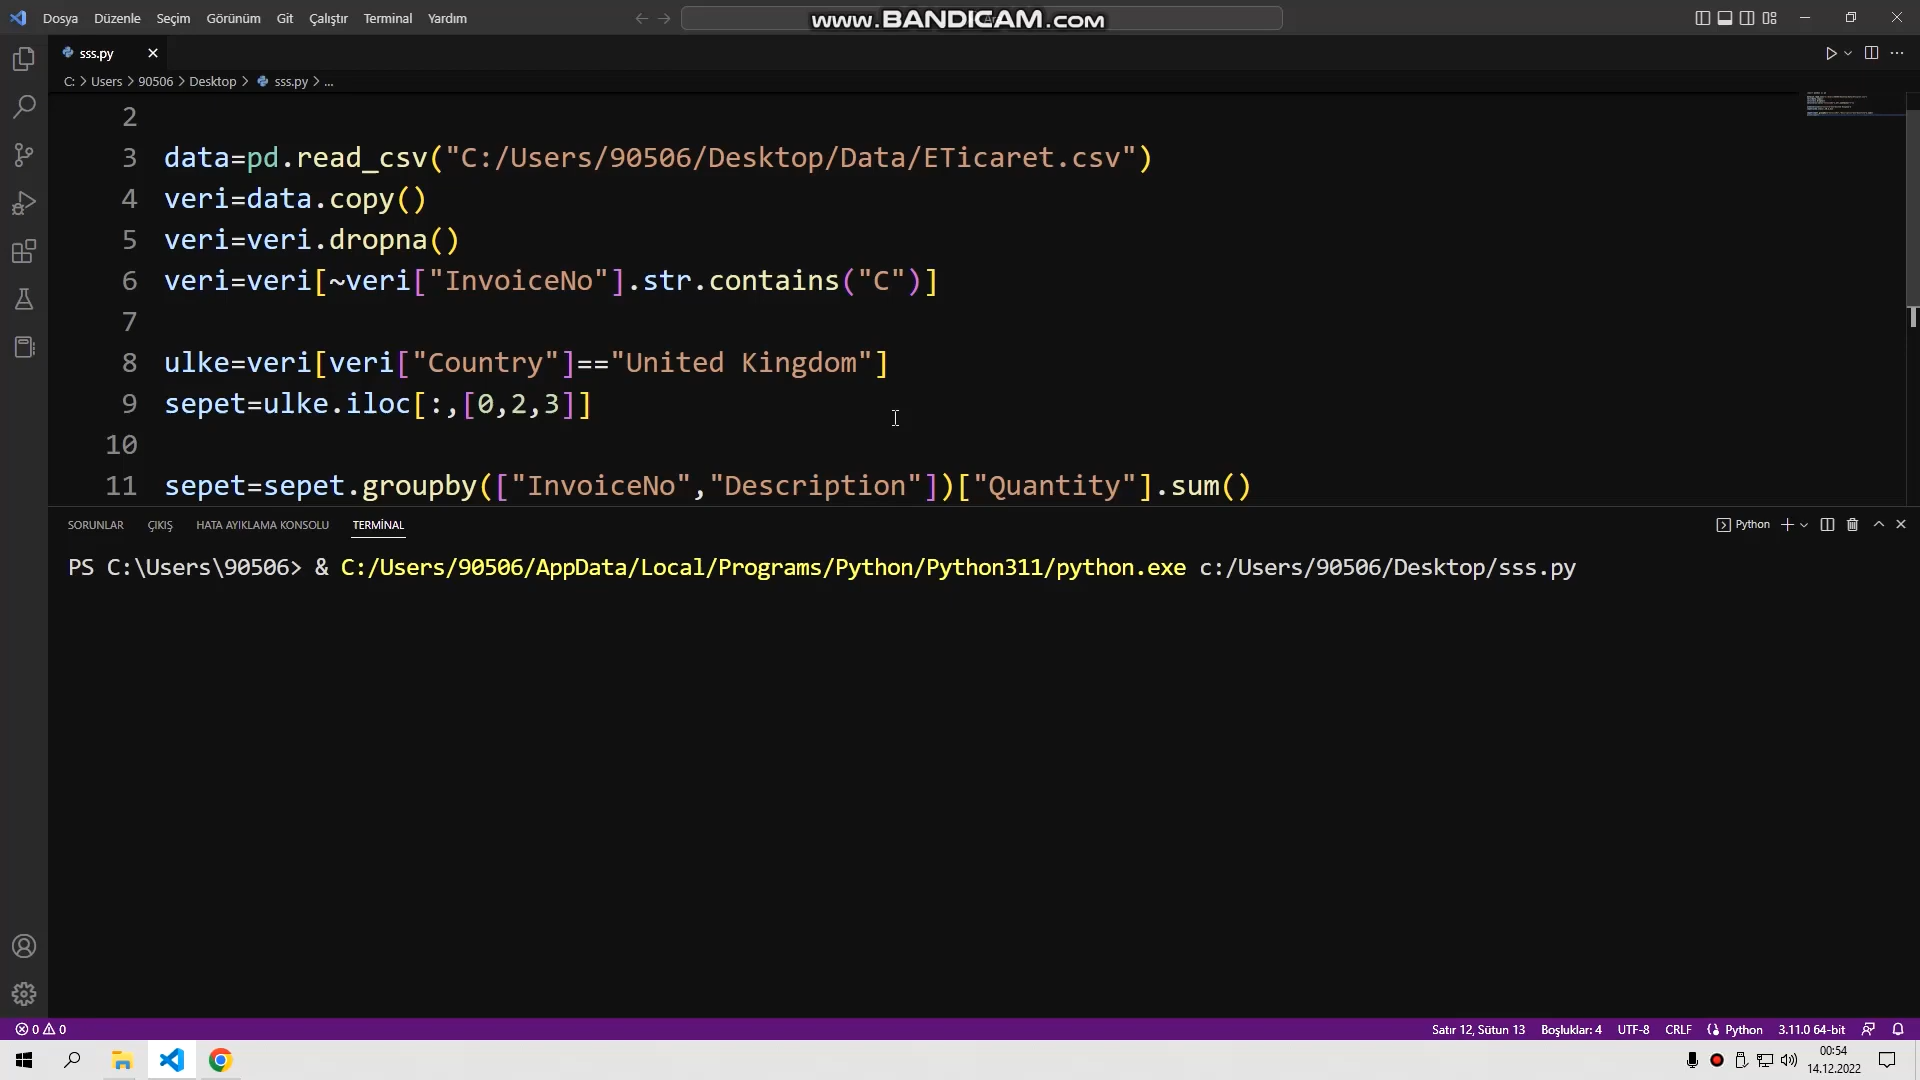 Dosya Düzenle Seçim Görünüm Git Çalıştır Terminal Yardım
www.BANDICAM.com
sss.py
C: > Users > 90506 > Desktop > sss.py > ...
2
3 data=pd.read_csv("C:/Users/90506/Desktop/Data/ETicaret.csv")
4 veri=data.copy()
5 veri=veri.dropna()
6 veri=veri[~veri["InvoiceNo"].str.contains("C")]
7
8 ulke=veri[veri["Country"]=="United Kingdom"]
9 sepet=ulke.iloc[:,[0,2,3]]
10
11 sepet=sepet.groupby(["InvoiceNo","Description"])["Quantity"].sum()
SORUNLAR ÇIKIŞ HATA AYIKLAMA KONSOLU TERMİNAL
Python
PS C:\Users\90506> & C:/Users/90506/AppData/Local/Programs/Python/Python311/python.exe c:/Users/90506/Desktop/sss.py
0 0
Satır 12, Sütun 13 Boşluklar: 4 UTF-8 CRLF Python 3.11.0 64-bit
00:54
14.12.2022